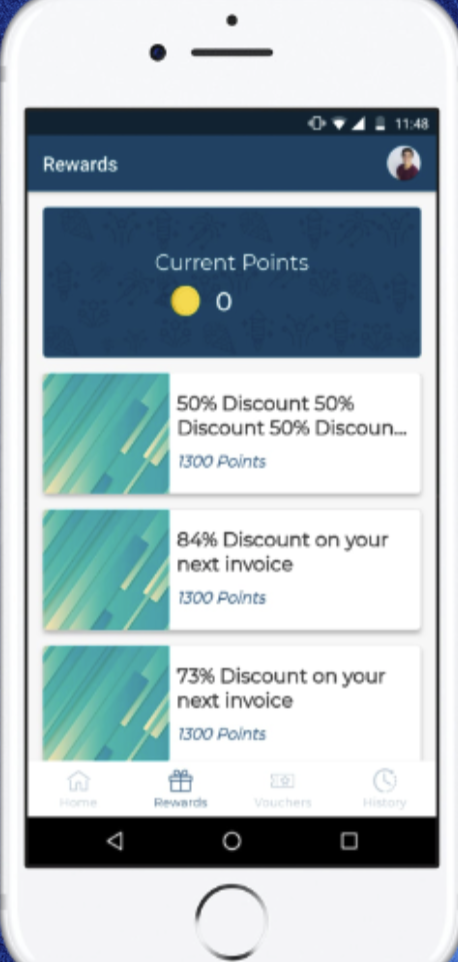 11:48
Rewards
Current Points
0
50% Discount 50%
Discount 50% Discoun...
1300 Points
84% Discount on your
next invoice
1300 Points
73% Discount on your
next invoice
1300 Points
Home
Rewards
Vouchers
History